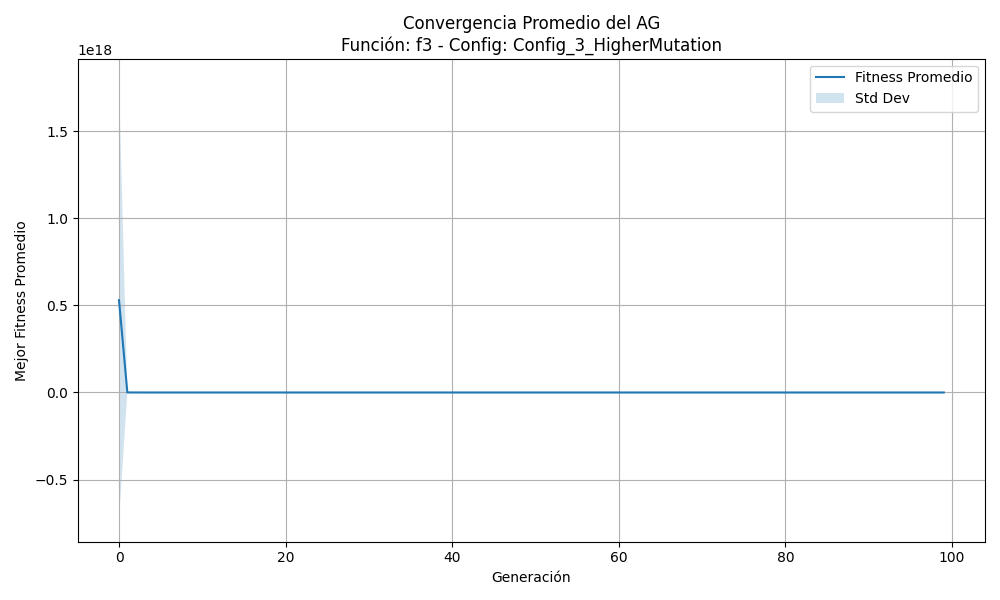 Convergencia Promedio del AG
Función: f3 - Config: Config_3_HigherMutation
1e18
Fitness Promedio
Std Dev
1.5
1.0
0.5
0.0
−0.5
Mejor Fitness Promedio
0 20 40 60 80 100
Generación